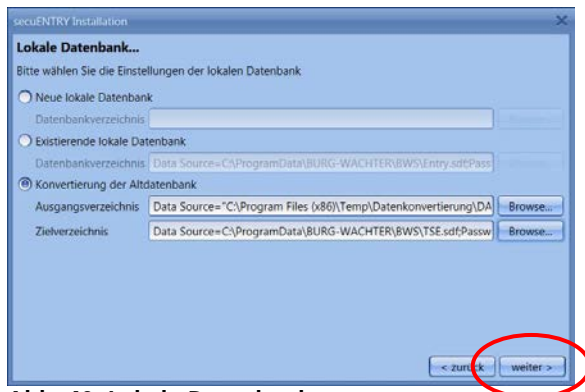 secuENTRY Installation
Lokale Datenbank...
Bitte wählen Sie die Einstellungen der lokalen Datenbank
Neue lokale Datenbank
Datenbankverzeichnis
Existierende lokale Datenbank
Datenbankverzeichnis Data Source=C:\ProgramData\BURG-WACHTER\BWS\Entry.sdf;Pass
Konvertierung der Altdatenbank
Ausgangsverzeichnis Data Source="C:\Program Files (x86)\Temp\Datenkonvertierung\DA Browse...
Zielverzeichnis Data Source=C:\ProgramData\BURG-WACHTER\BWS\TSE.sdf;Passw Browse...
< zurück weiter >